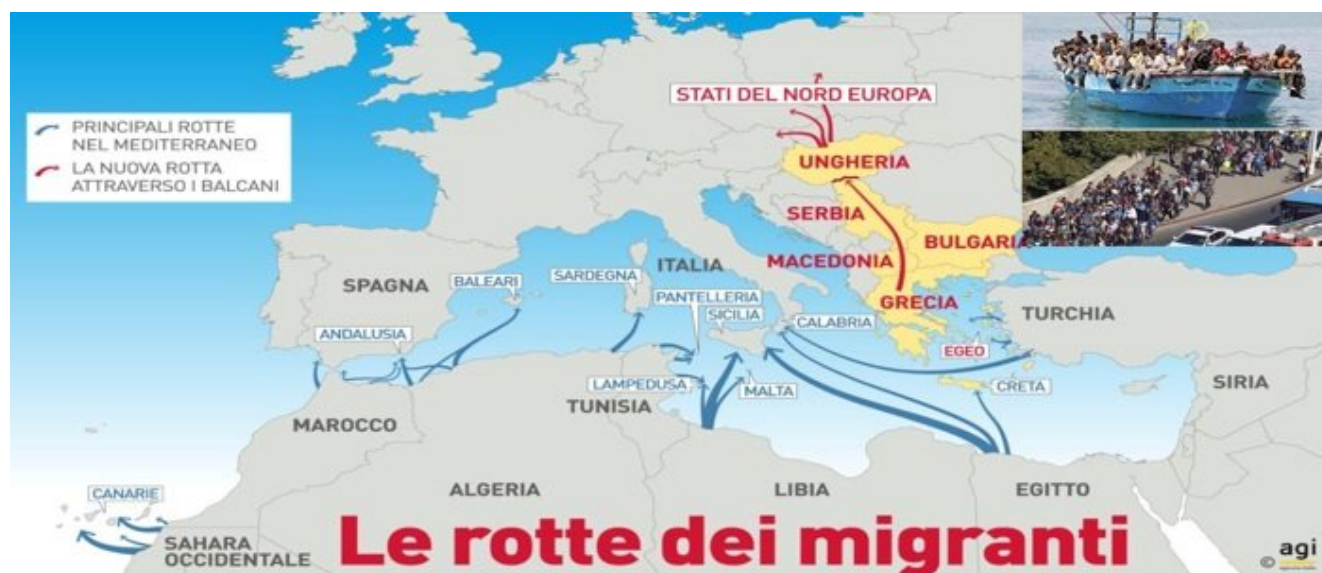 PRINCIPALI ROTTE
NEL MEDITERRANEO
LA NUOVA ROTTA
ATTRAVERSO I BALCANI
STATI DEL NORD EUROPA
UNGHERIA
SERBIA
BULGARIA
MACEDONIA
ITALIA
GRECIA
SPAGNA
BALEARI
SARDEGNA
PANTELLERIA
SICILIA
CALABRIA
TURCHIA
ANDALUSIA
EGEO
LAMPEDUSA
MALTA
CRETA
SIRIA
TUNISIA
MAROCCO
ALGERIA
LIBIA
EGITTO
CANARIE
SAHARA
OCCIDENTALE
Le rotte dei migranti
© agi